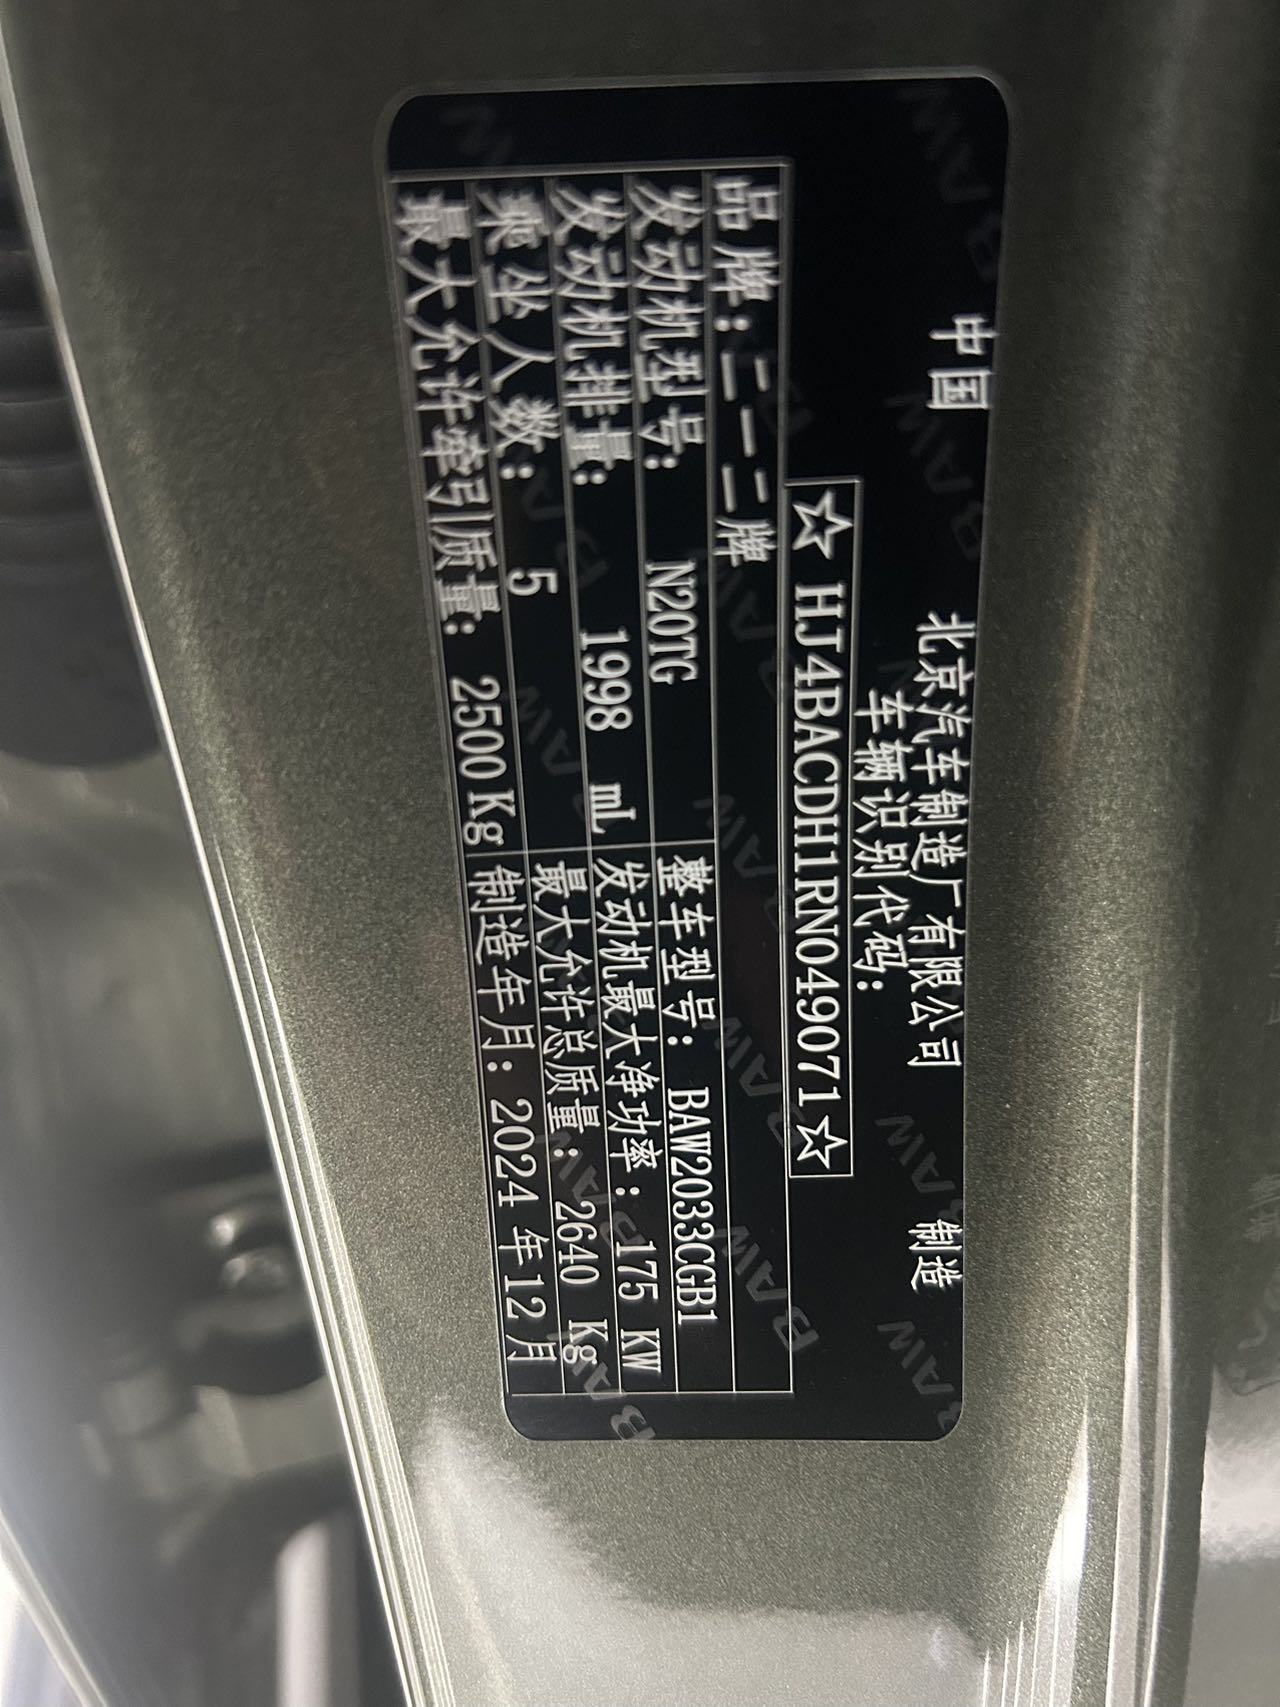 中国 北京汽车制造厂有限公司 制造
车辆识别代码:
☆HJ4BACDH1RN049071☆
品牌:二一二牌
发动机型号: N20TG 整车型号: BAW2033CGB1
发动机排量: 1998 mL 发动机最大净功率: 175 KW
乘坐人数: 5 最大允许总质量: 2640 Kg
最大允许牵引质量: 2500Kg 制造年月: 2024 年12月